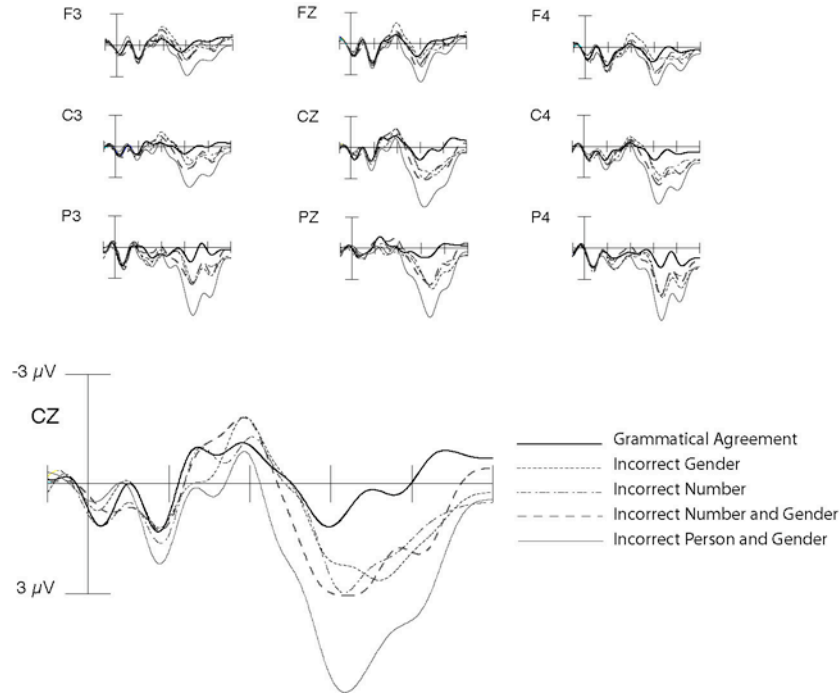 F3
FZ
F4
C3
CZ
C4
P3
PZ
P4
-3 µV
CZ
3 µV
Grammatical Agreement
Incorrect Gender
Incorrect Number
Incorrect Number and Gender
Incorrect Person and Gender